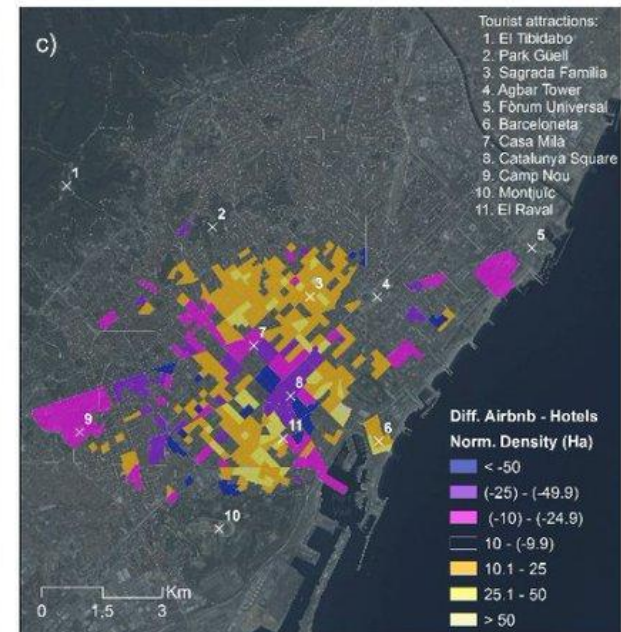 c)
Tourist attractions:
1. El Tibidabo
2. Park Güell
3. Sagrada Familia
4. Agbar Tower
5. Fòrum Universal
6. Barceloneta
7. Casa Milà
8. Catalunya Square
9. Camp Nou
10. Montjuïc
11. El Raval
1
2
5
3
4
7
8
9
11
6
10
Diff. Airbnb - Hotels
Norm. Density (Ha)
< -50
(-25) - (-49.9)
(-10) - (-24.9)
10 - (-9.9)
10.1 - 25
25.1 - 50
> 50
Km
0 1,5 3